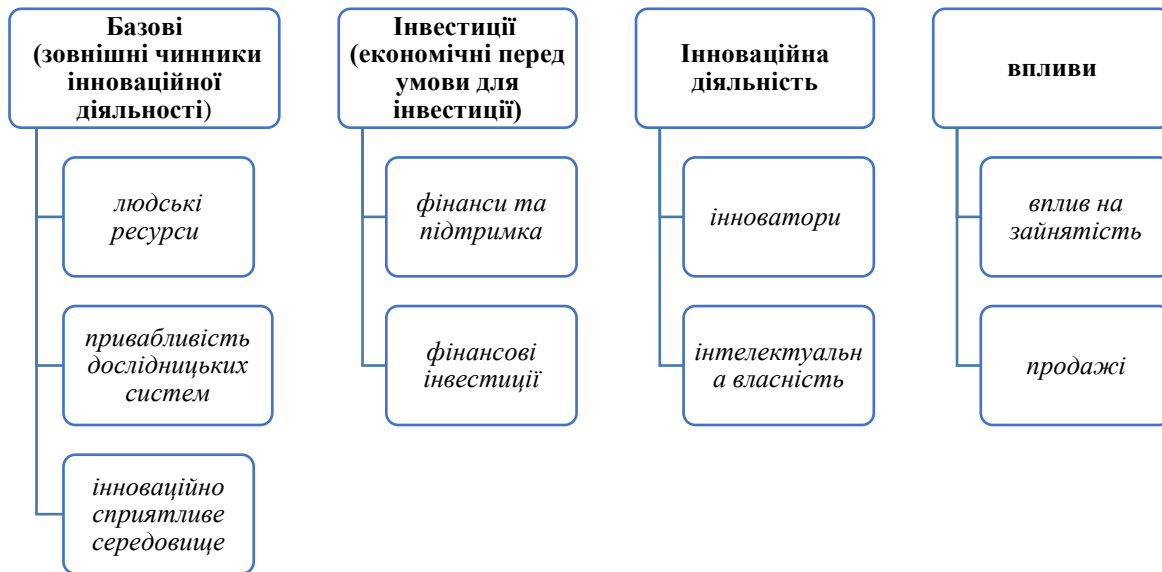 Базові
(зовнішні чинники
інноваційної
діяльності)
людські
ресурси
привабливість
дослідницьких
систем
інноваційно
сприятливе
середовище
Інвестиції
(економічні перед
умови для
інвестиції)
фінанси та
підтримка
фінансові
інвестиції
Інноваційна
діяльність
інноватори
інтелектуальн
а власність
впливи
вплив на
зайнятість
продажі